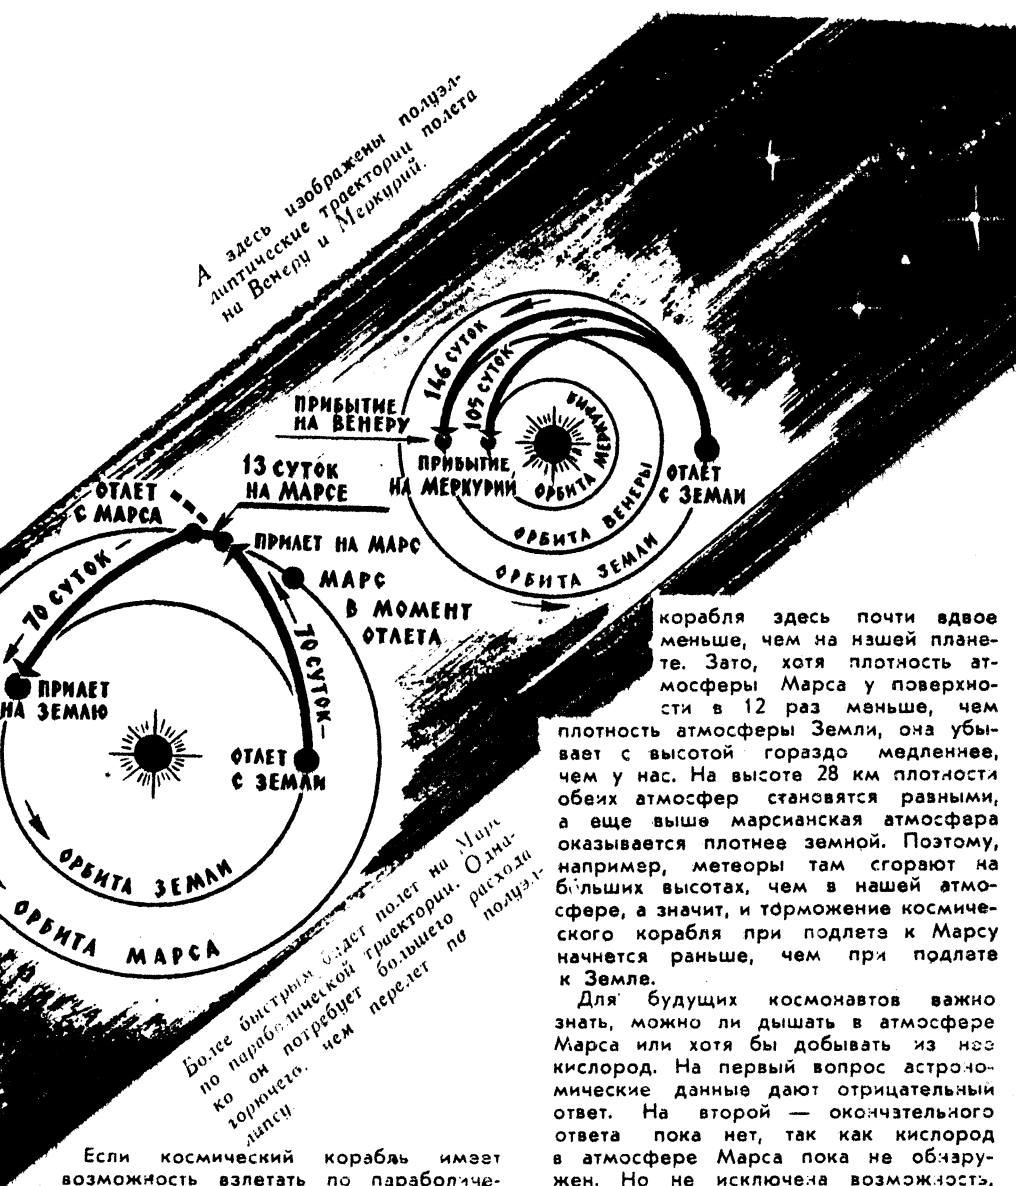 А здесь изображены полуэл-
липтические траектории полета
на Венеру и Меркурий.
146 СУТОК
105 СУТОК
ПРИБЫТИЕ
НА ВЕНЕРУ
ПРИБЫТИЕ
НА МЕРКУРИЙ
ОРБИТА МЕРКУРИЯ
ОРБИТА ВЕНЕРЫ
ОРБИТА ЗЕМЛИ
ОТЛЕТ
С ЗЕМЛИ
13 СУТОК
НА МАРСЕ
ОТЛЕТ
С МАРСА
ПРИЛЕТ НА МАРС
МАРС
В МОМЕНТ
ОТЛЕТА
70 СУТОК
70 СУТОК
ПРИЛЕТ
НА ЗЕМЛЮ
ОТЛЕТ
С ЗЕМЛИ
ОРБИТА ЗЕМЛИ
ОРБИТА МАРСА
Более быстрым будет полет на Марс
по параболической траектории. Одна-
ко он потребует большего расхода
горючего, чем перелет по полуэл-
липсу.
Если космический корабль имеет
возможность взлетать по параболиче-
корабля здесь почти вдвое
меньше, чем на нашей плане-
те. Зато, хотя плотность ат-
мосферы Марса у поверхно-
сти в 12 раз меньше, чем
плотность атмосферы Земли, она убы-
вает с высотой гораздо медленнее,
чем у нас. На высоте 28 км плотности
обеих атмосфер становятся равными,
а еще выше марсианская атмосфера
оказывается плотнее земной. Поэтому,
например, метеоры там сгорают на
больших высотах, чем в нашей атмо-
сфере, а значит, и торможение космиче-
ского корабля при подлете к Марсу
начнется раньше, чем при подлете
к Земле.
Для будущих космонавтов важно
знать, можно ли дышать в атмосфере
Марса или хотя бы добывать из нее
кислород. На первый вопрос астроно-
мические данные дают отрицательный
ответ. На второй — окончательного
ответа пока нет, так как кислород
в атмосфере Марса пока не обнару-
жен. Но не исключена возможность,